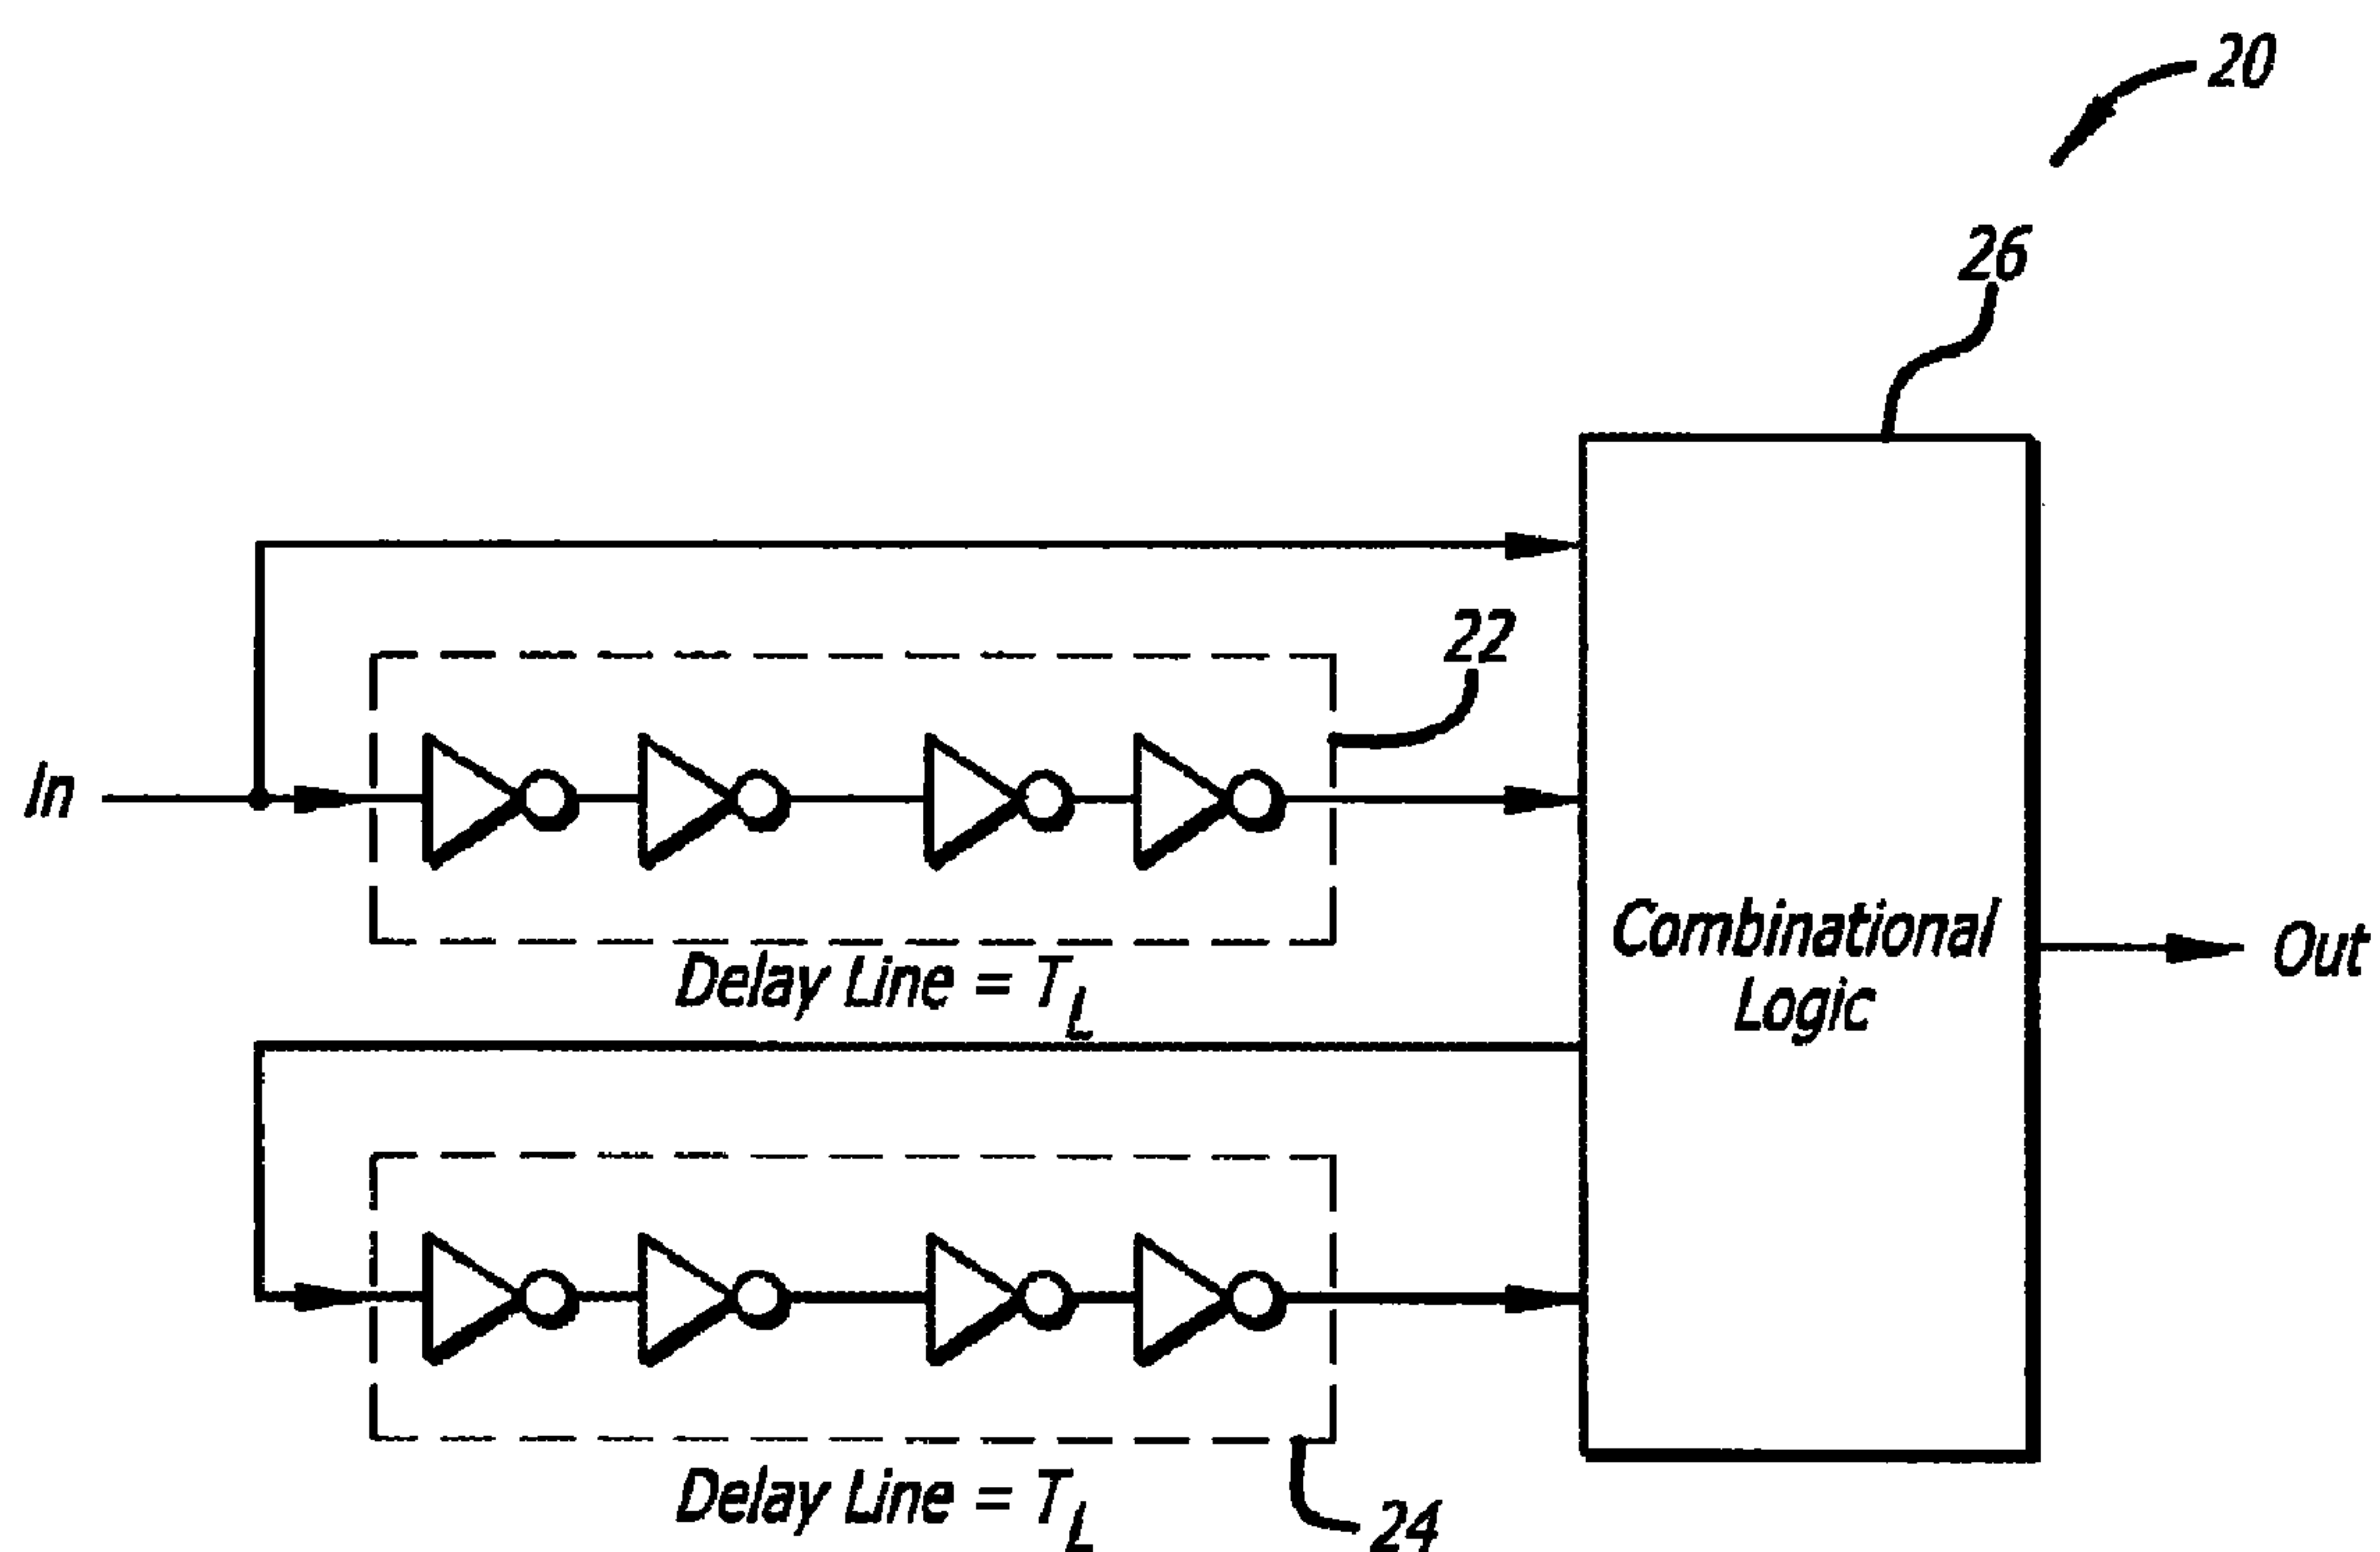 20
26
22
In
Combinational
Logic
Out
Delay Line = T_L
Delay Line = T_L
24